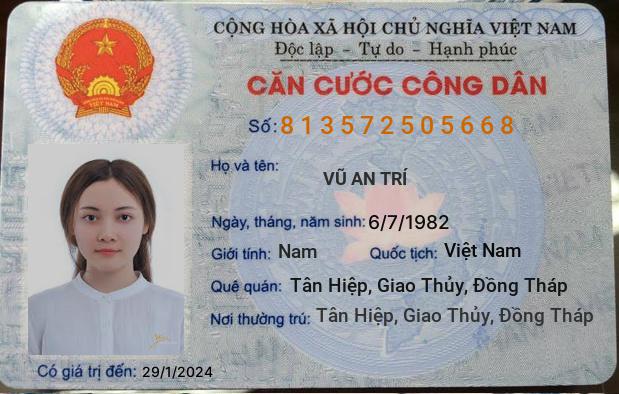 CỘNG HÒA XÃ HỘI CHỦ NGHĨA VIỆT NAM
Độc lập - Tự do - Hạnh phúc
CĂN CƯỚC CÔNG DÂN
Số: 813572505668
Họ và tên:
VŨ AN TRÍ
Ngày, tháng, năm sinh: 6/7/1982
Giới tính: Nam Quốc tịch: Việt Nam
Quê quán: Tân Hiệp, Giao Thủy, Đồng Tháp
Nơi thường trú: Tân Hiệp, Giao Thủy, Đồng Tháp
Có giá trị đến: 29/1/2024
VIỆT NAM